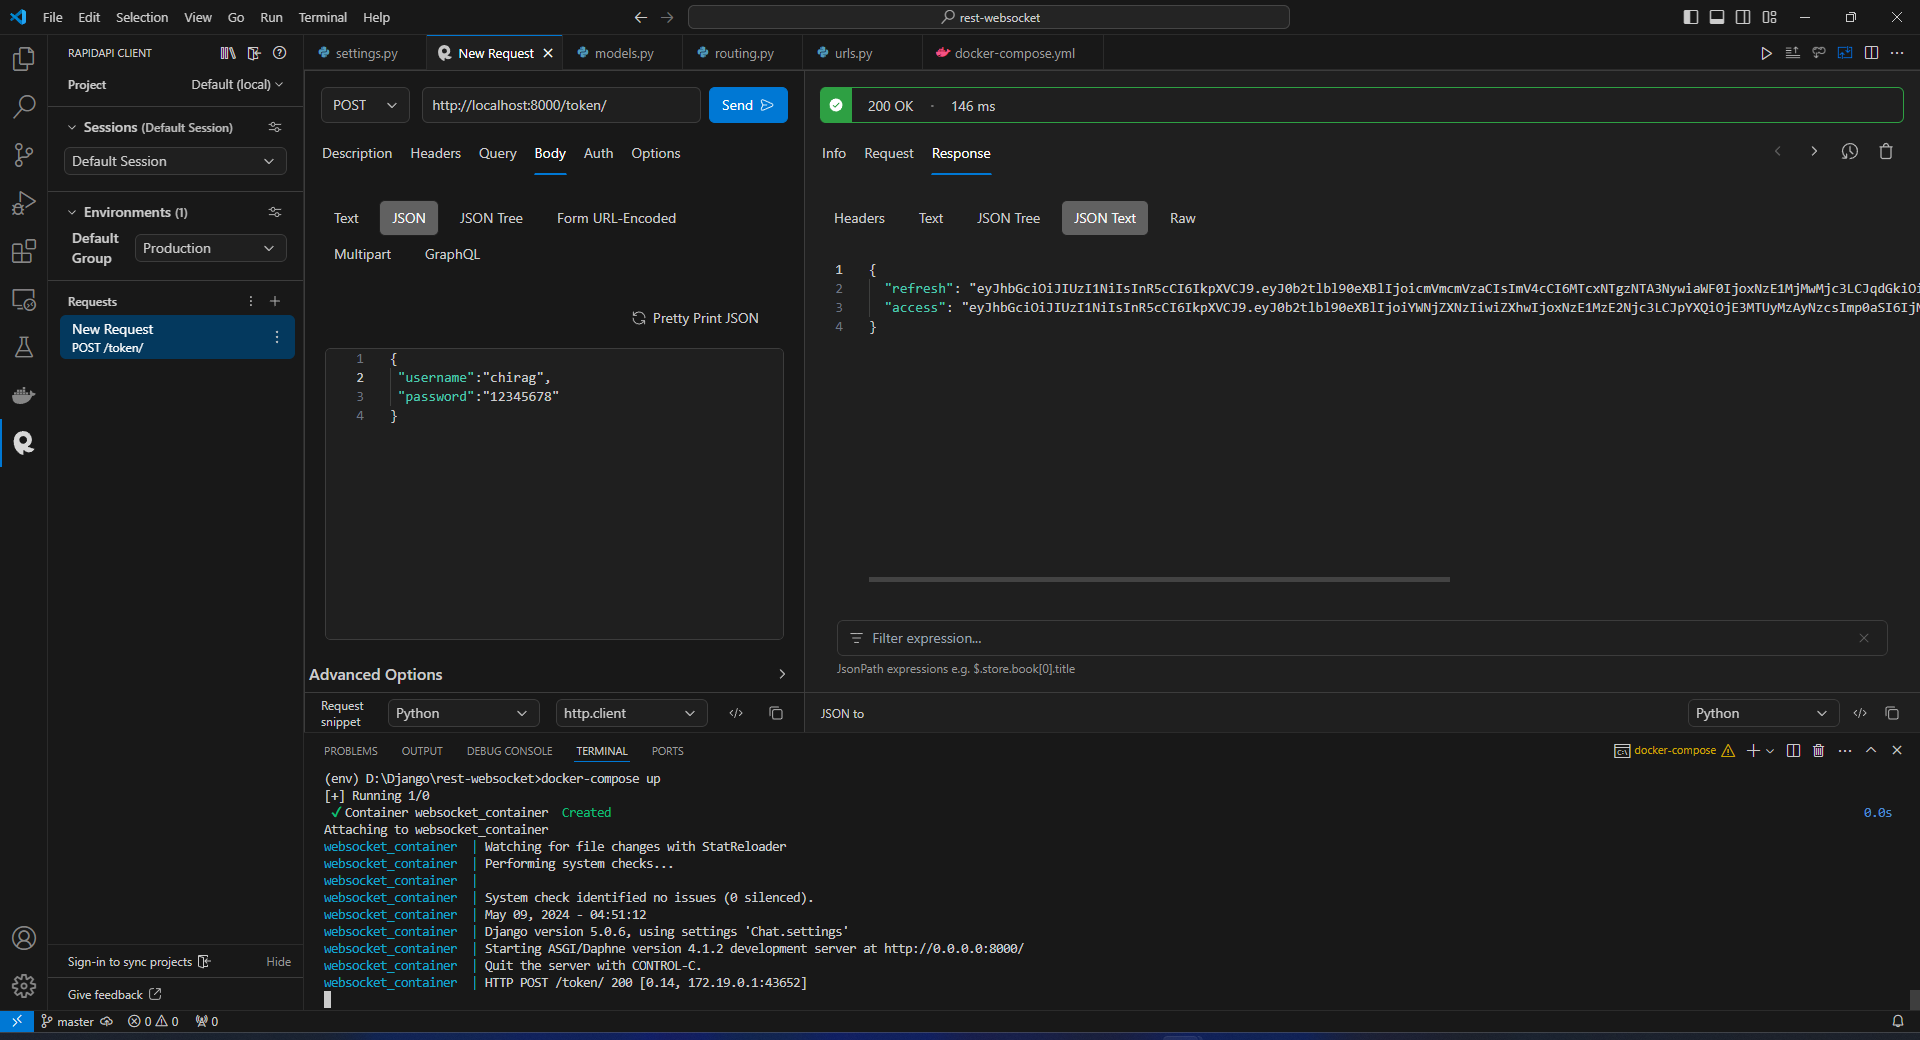 File Edit Selection View Go Run Terminal Help
rest-websocket
RAPIDAPI CLIENT
Project Default (local)
Sessions (Default Session)
Default Session
Environments (1)
Default Group
Production
Requests
New Request
POST /token/
Sign-in to sync projects Hide
Give feedback
settings.py New Request models.py routing.py urls.py docker-compose.yml
POST http://localhost:8000/token/ Send
Description Headers Query Body Auth Options
Text JSON JSON Tree Form URL-Encoded
Multipart GraphQL
Pretty Print JSON
1 {
2 "username":"chirag",
3 "password":"12345678"
4 }
Advanced Options
Request snippet Python http.client
200 OK · 146 ms
Info Request Response
Headers Text JSON Tree JSON Text Raw
1 {
2 "refresh":
3 "access":
4 }
Filter expression...
JsonPath expressions e.g. $.store.book[0].title
JSON to Python
PROBLEMS OUTPUT DEBUG CONSOLE TERMINAL PORTS
docker-compose
(env) D:\Django\rest-websocket>docker-compose up
[+] Running 1/0
✓Container websocket_container Created 0.0s
Attaching to websocket_container
websocket_container | Watching for file changes with StatReloader
websocket_container | Performing system checks...
websocket_container |
websocket_container | System check identified no issues (0 silenced).
websocket_container | May 09, 2024 - 04:51:12
websocket_container | Django version 5.0.6, using settings 'Chat.settings'
websocket_container | Starting ASGI/Daphne version 4.1.2 development server at http://0.0.0.0:8000/
websocket_container | Quit the server with CONTROL-C.
websocket_container | HTTP POST /token/ 200 [0.14, 172.19.0.1:43652]
master 0 0 0